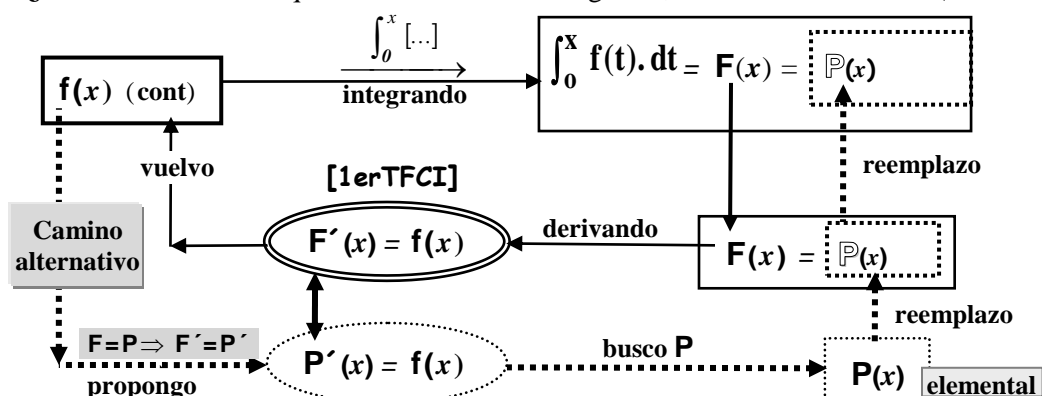 ∫₀ˣ [...]
integrando
f(x) (cont)
∫₀ˣ f(t).dt = F(x) = ℙ(x)
vuelvo
[1erTFCI]
reemplazo
Camino
alternativo
F´(x) = f(x)
derivando
F(x) = ℙ(x)
reemplazo
F=P⇒ F´=P´
propongo
P´(x) = f(x)
busco P
P(x)
elemental